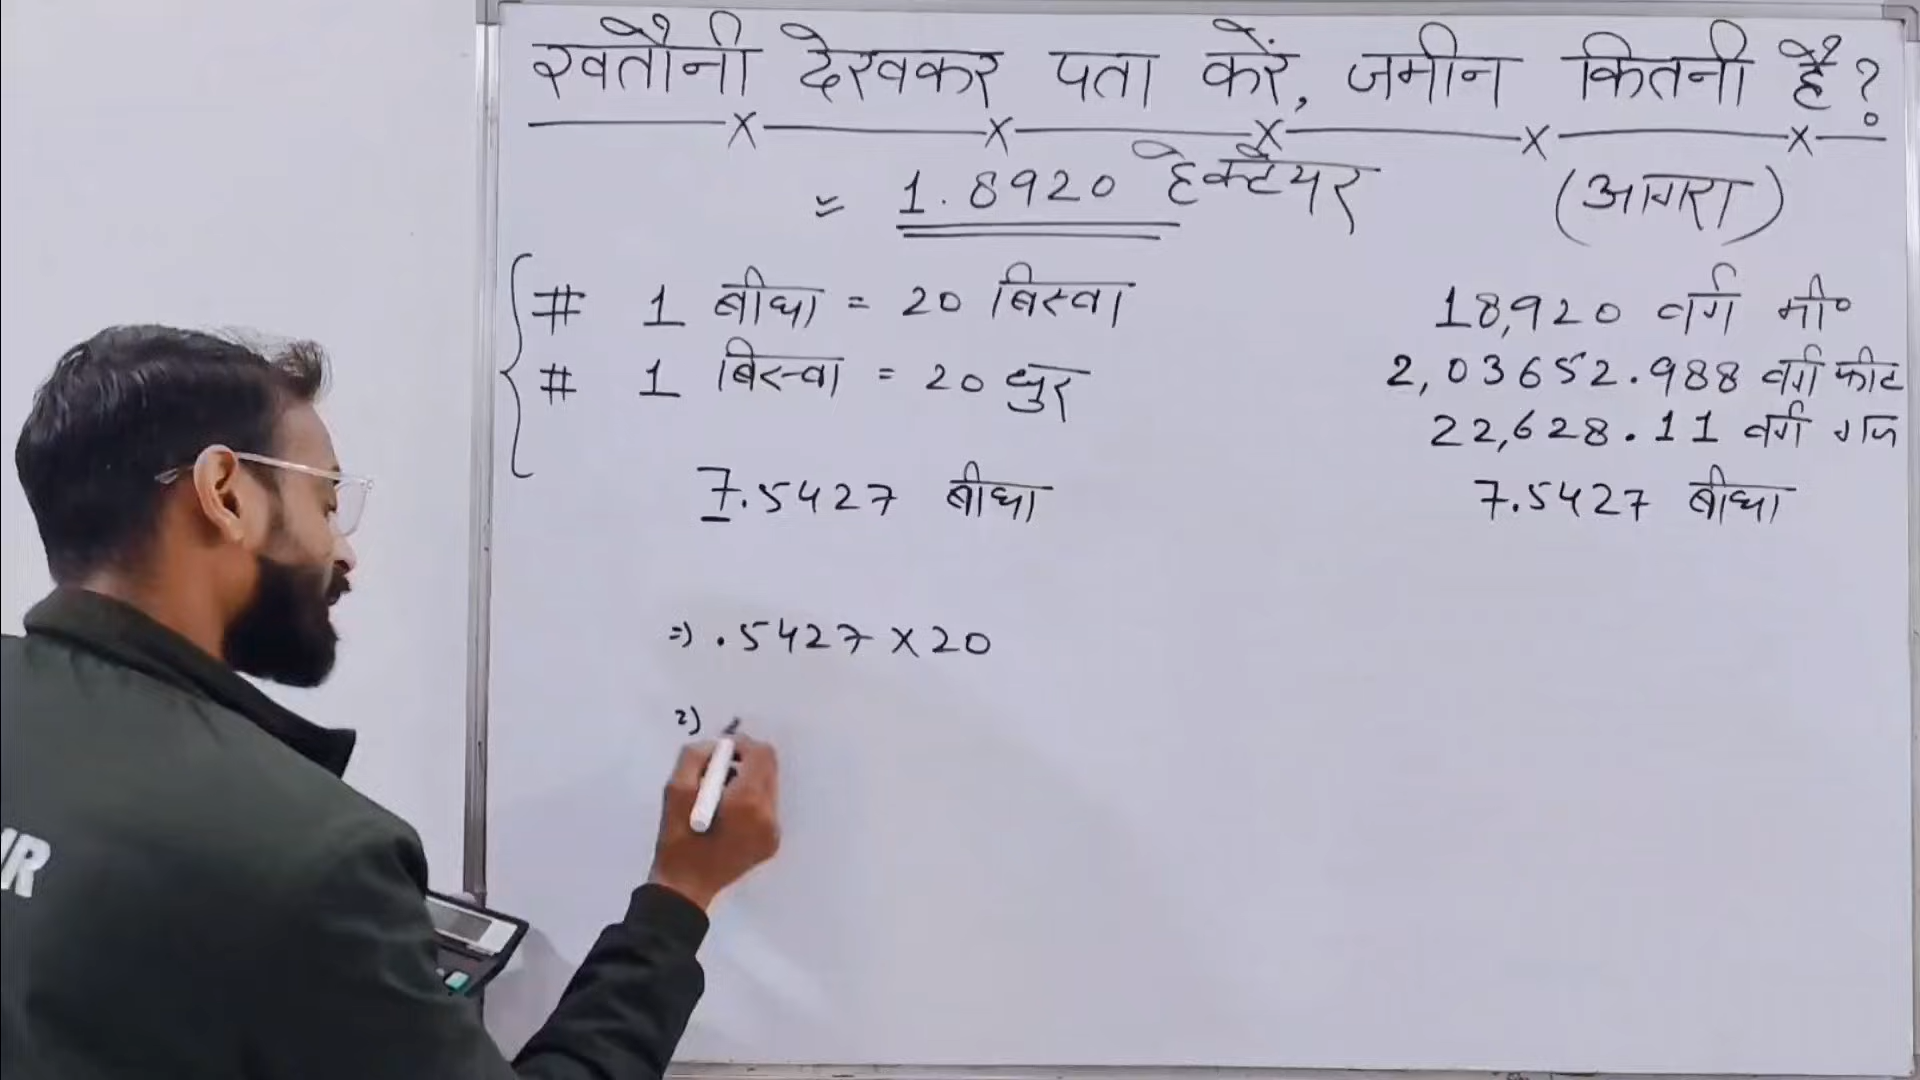 खतौनी देखकर पता करें, जमीन कितनी है?
= 1.8920 हेक्टेयर (आगरा)
# 1 बीघा = 20 बिस्वा
# 1 बिस्वा = 20 धुर
7.5427 बीघा
=) .5427 x 20
=)
18,920 वर्ग मी०
2,03652.988 वर्ग फीट
22,628.11 वर्ग गज
7.5427 बीघा